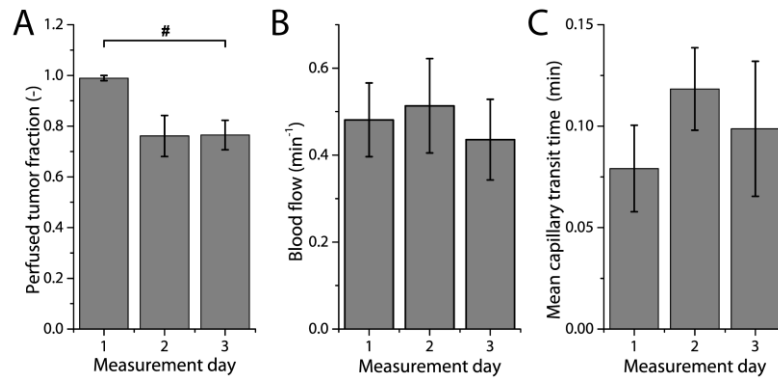 A
#
Perfused tumor fraction (-)
1.2
1.0
0.8
0.6
0.4
0.2
0.0
1 2 3
Measurement day
B
Blood flow (min⁻¹)
0.6
0.4
0.2
0.0
1 2 3
Measurement day
C
Mean capillary transit time (min)
0.15
0.10
0.05
0.00
1 2 3
Measurement day